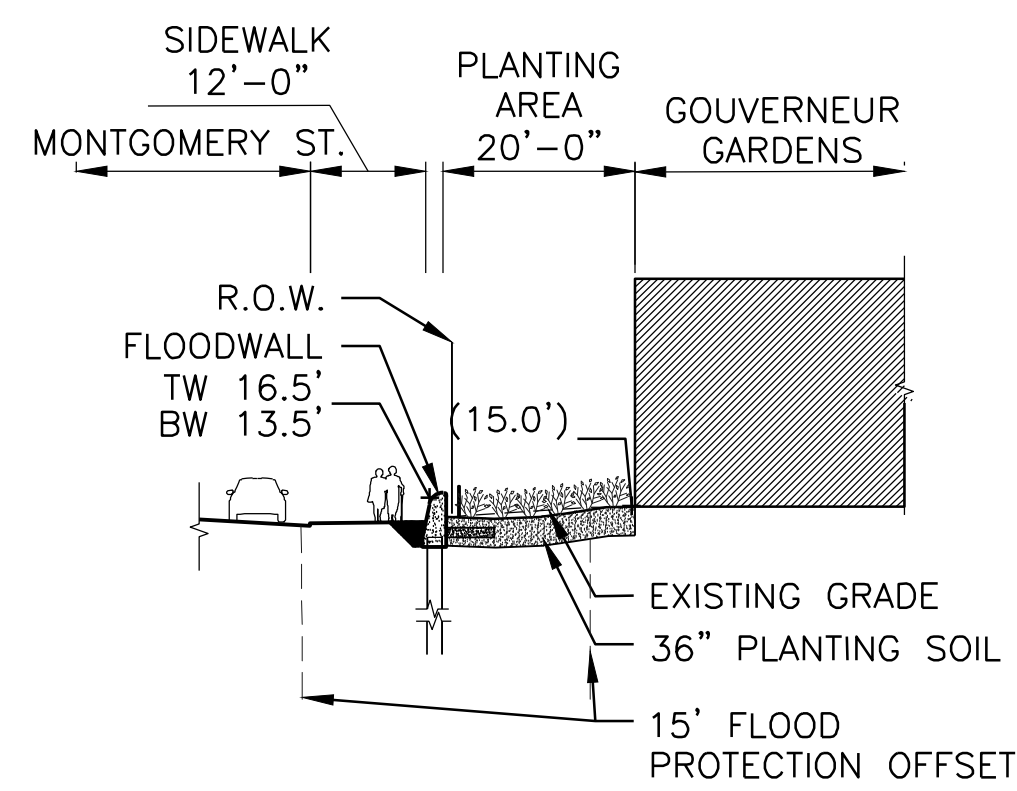 SIDEWALK
12'-0"
PLANTING
AREA
20'-0"
GOUVERNEUR
GARDENS
MONTGOMERY ST.
R.O.W.
FLOODWALL
TW 16.5'
BW 13.5'
(15.0')
EXISTING GRADE
36" PLANTING SOIL
15' FLOOD
PROTECTION OFFSET